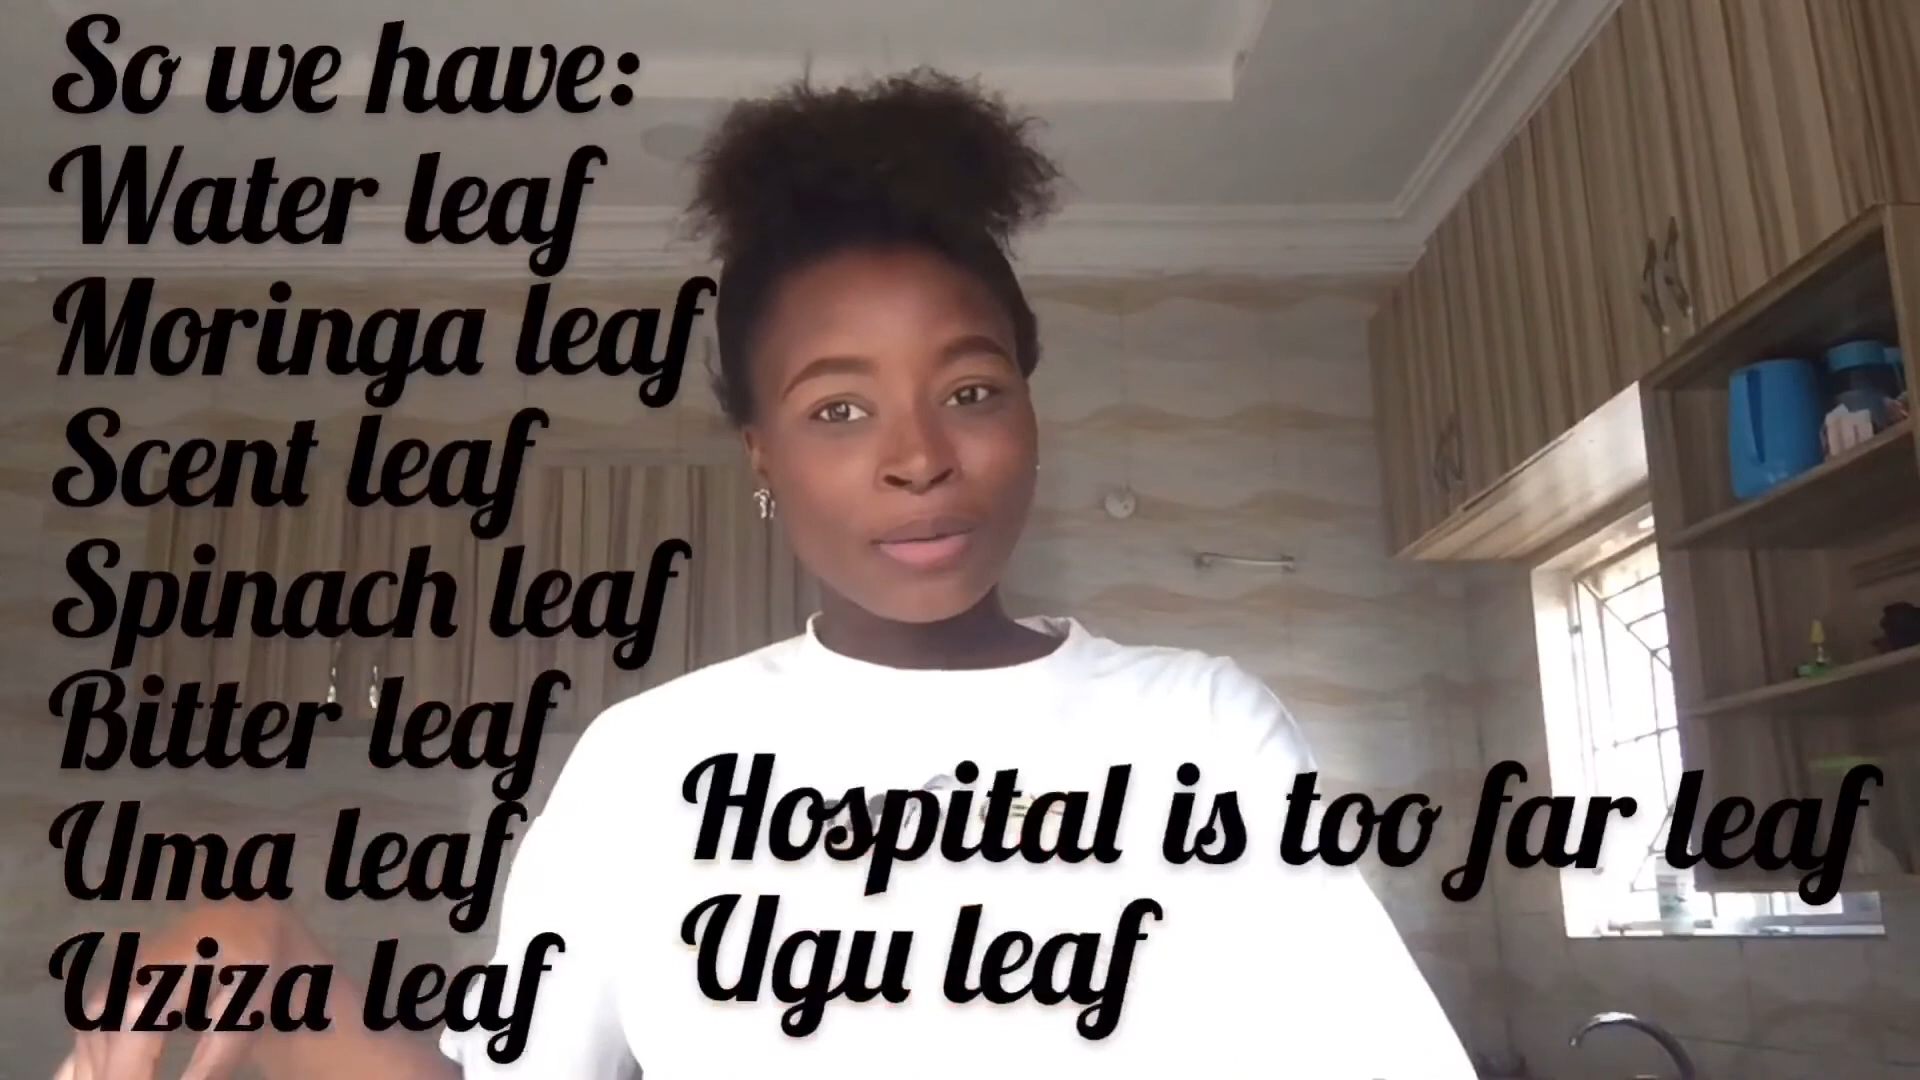 So we have:
Water leaf
Moringa leaf
Scent leaf
Spinach leaf
Bitter leaf
Uma leaf
Uziza leaf
Hospital is too far leaf
Ugu leaf